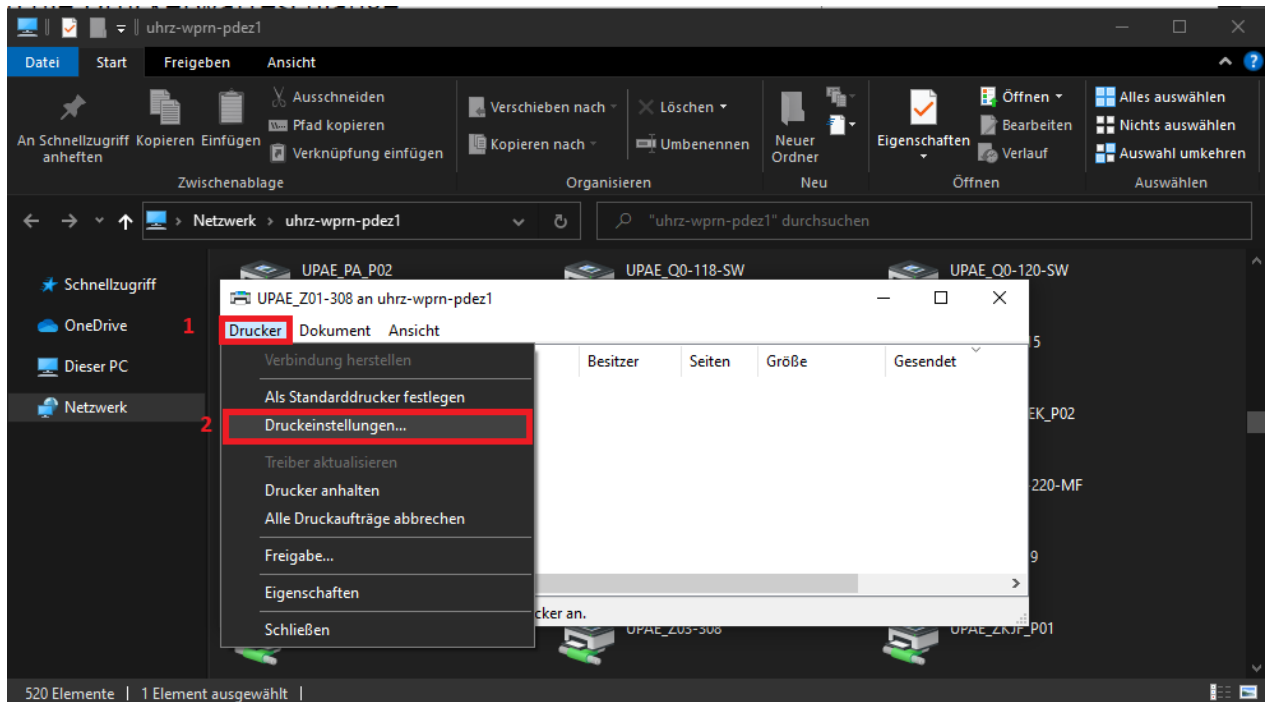 uhrz-wprn-pdez1
Datei Start Freigeben Ansicht
An Schnellzugriff anheften
Kopieren
Einfügen
Ausschneiden
Pfad kopieren
Verknüpfung einfügen
Zwischenablage
Verschieben nach
Kopieren nach
Löschen
Umbenennen
Organisieren
Neuer
Ordner
Neu
Eigenschaften
Öffnen
Bearbeiten
Verlauf
Öffnen
Alles auswählen
Nichts auswählen
Auswahl umkehren
Auswählen
Netzwerk > uhrz-wprn-pdez1
"uhrz-wprn-pdez1" durchsuchen
Schnellzugriff
OneDrive
Dieser PC
Netzwerk
UPAE_PA_P02 UPAE_Q0-118-SW UPAE_Q0-120-SW
UPAE_Z01-308 an uhrz-wprn-pdez1
1
Drucker Dokument Ansicht
Besitzer Seiten Größe Gesendet
Verbindung herstellen
Als Standarddrucker festlegen
2
Druckeinstellungen...
Treiber aktualisieren
Drucker anhalten
Alle Druckaufträge abbrechen
Freigabe...
Eigenschaften
Schließen
cker an.
5
EK_P02
220-MF
9
UPAE_Z03-308 UPAE_ZKJF_P01
520 Elemente | 1 Element ausgewählt |